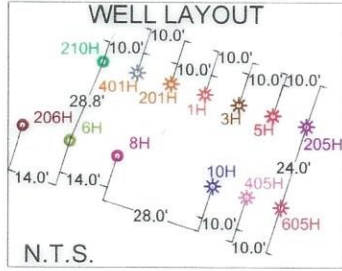 WELL LAYOUT
210H
10.0'
10.0'
401H
201H
10.0'
1H
10.0'
3H
10.0'
5H
10.0'
205H
28.8'
206H
6H
8H
14.0'
14.0'
28.0'
10H
405H
24.0'
605H
10.0'
10.0'
N.T.S.